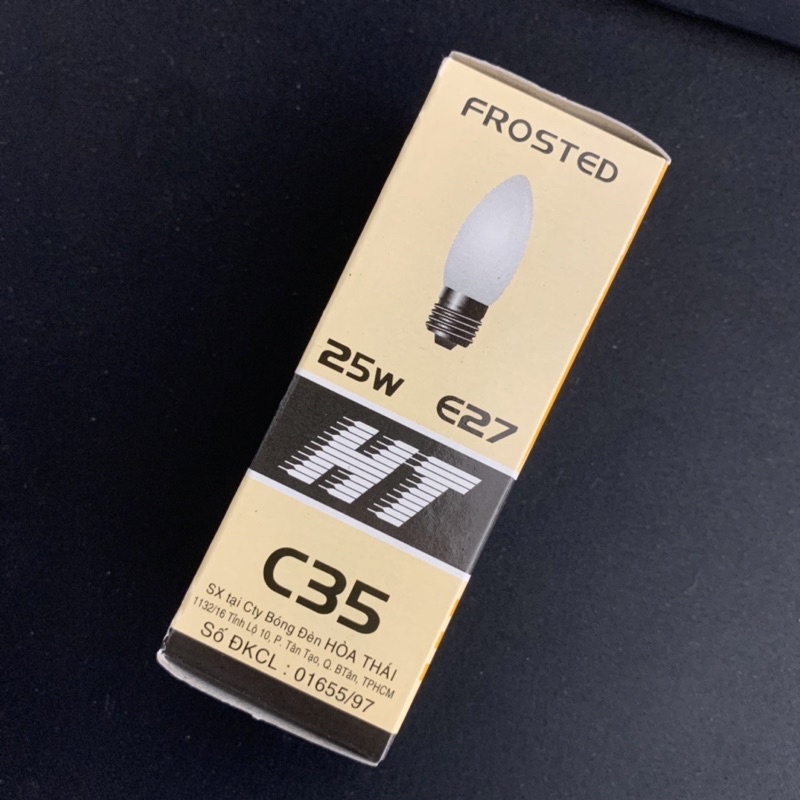 FROSTED
25W E27
HT
C35
SX tại Cty Bóng Đèn HÒA THÁI
1132/16 Tỉnh Lộ 10, P. Tân Tạo, Q. BTân, TPHCM
Số ĐKCL : 01655/97